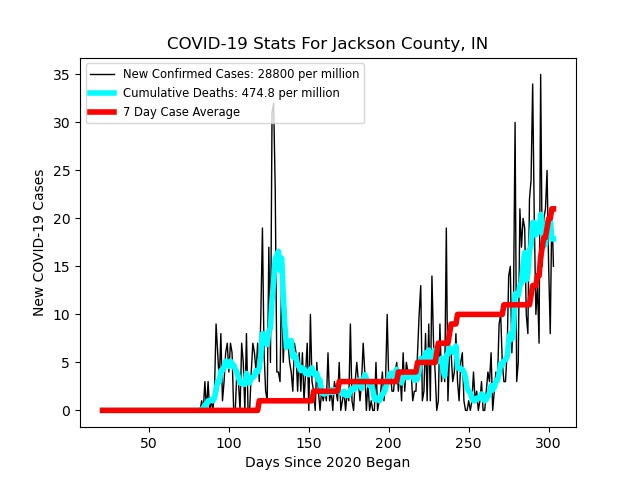 COVID-19 Stats For Jackson County, IN
New Confirmed Cases: 28800 per million
Cumulative Deaths: 474.8 per million
7 Day Case Average
35
30
25
20
15
10
5
0
New COVID-19 Cases
50 100 150 200 250 300
Days Since 2020 Began